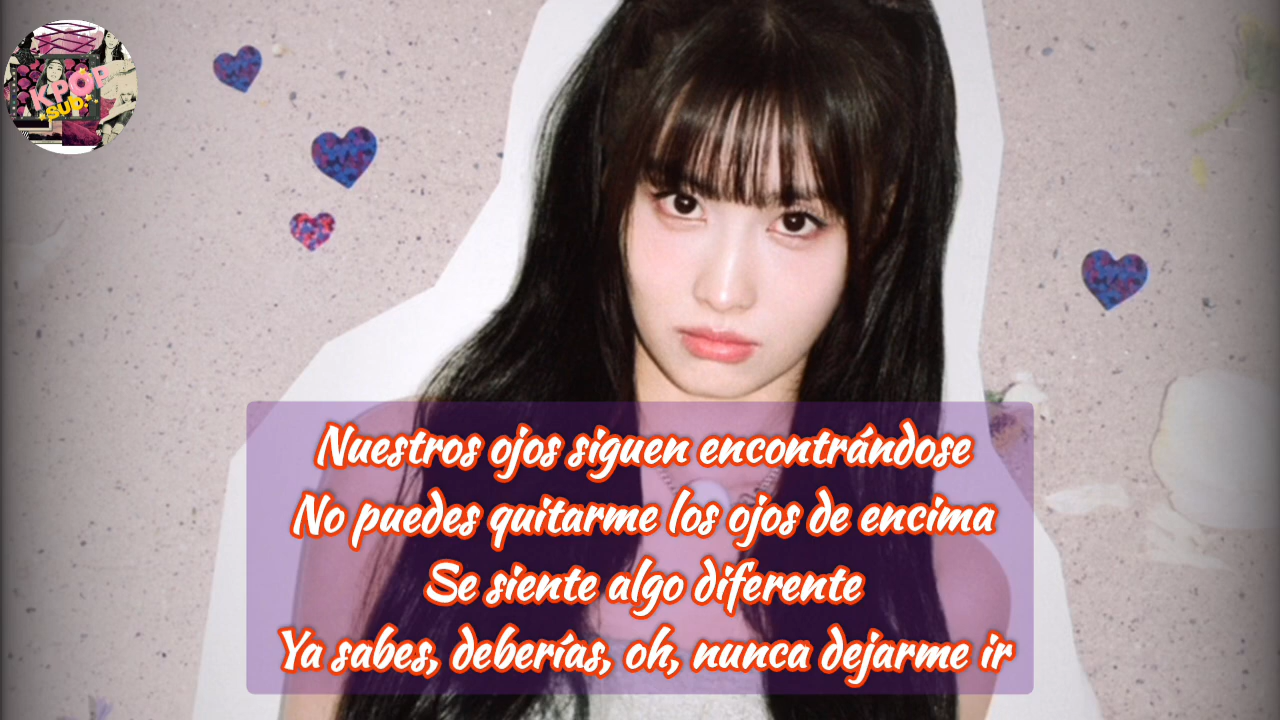 KPOP
SUD.
Nuestros ojos siguen encontrándose
No puedes quitarme los ojos de encima
Se siente algo diferente
Ya sabes, deberías, oh, nunca dejarme ir